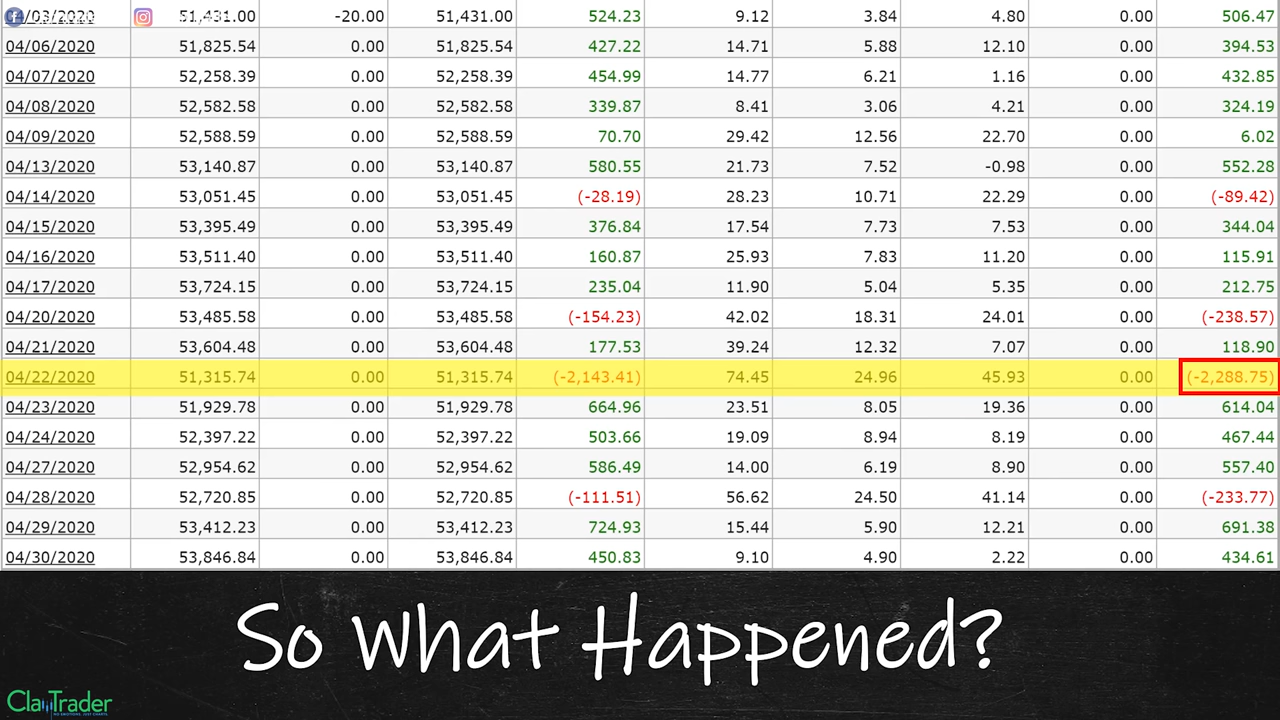 51,431.00 -20.00 51,431.00 524.23 9.12 3.84 4.80 0.00 506.47
04/06/2020 51,825.54 0.00 51,825.54 427.22 14.71 5.88 12.10 0.00 394.53
04/07/2020 52,258.39 0.00 52,258.39 454.99 14.77 6.21 1.16 0.00 432.85
04/08/2020 52,582.58 0.00 52,582.58 339.87 8.41 3.06 4.21 0.00 324.19
04/09/2020 52,588.59 0.00 52,588.59 70.70 29.42 12.56 22.70 0.00 6.02
04/13/2020 53,140.87 0.00 53,140.87 580.55 21.73 7.52 -0.98 0.00 552.28
04/14/2020 53,051.45 0.00 53,051.45 (-28.19) 28.23 10.71 22.29 0.00 (-89.42)
04/15/2020 53,395.49 0.00 53,395.49 376.84 17.54 7.73 7.53 0.00 344.04
04/16/2020 53,511.40 0.00 53,511.40 160.87 25.93 7.83 11.20 0.00 115.91
04/17/2020 53,724.15 0.00 53,724.15 235.04 11.90 5.04 5.35 0.00 212.75
04/20/2020 53,485.58 0.00 53,485.58 (-154.23) 42.02 18.31 24.01 0.00 (-238.57)
04/21/2020 53,604.48 0.00 53,604.48 177.53 39.24 12.32 7.07 0.00 118.90
04/22/2020 51,315.74 0.00 51,315.74 (-2,143.41) 74.45 24.96 45.93 0.00 (-2,288.75)
04/23/2020 51,929.78 0.00 51,929.78 664.96 23.51 8.05 19.36 0.00 614.04
04/24/2020 52,397.22 0.00 52,397.22 503.66 19.09 8.94 8.19 0.00 467.44
04/27/2020 52,954.62 0.00 52,954.62 586.49 14.00 6.19 8.90 0.00 557.40
04/28/2020 52,720.85 0.00 52,720.85 (-111.51) 56.62 24.50 41.14 0.00 (-233.77)
04/29/2020 53,412.23 0.00 53,412.23 724.93 15.44 5.90 12.21 0.00 691.38
04/30/2020 53,846.84 0.00 53,846.84 450.83 9.10 4.90 2.22 0.00 434.61
So What Happened?
ClayTrader
NO EMOTIONS. JUST CHARTS.